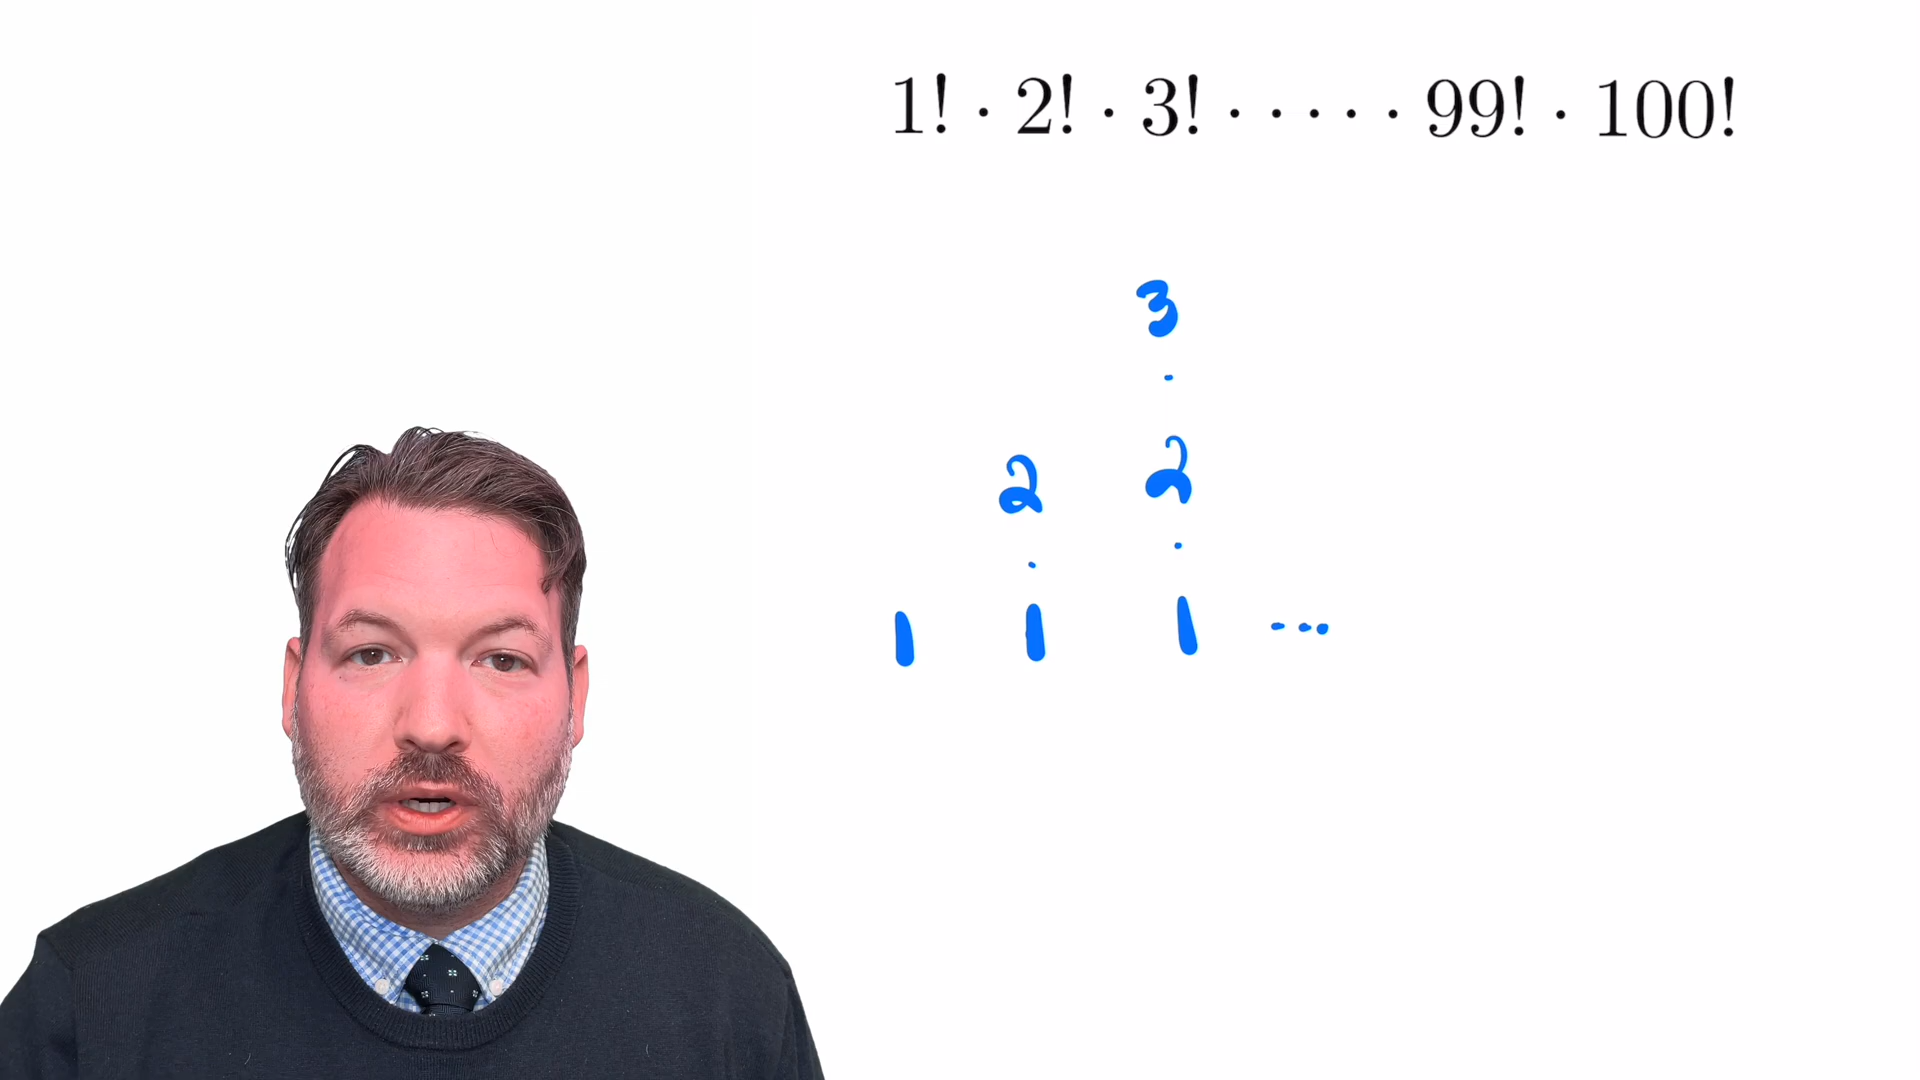 1! · 2! · 3! · · · · · 99! · 100!
3
·
2 2
· ·
1 1 1 ...